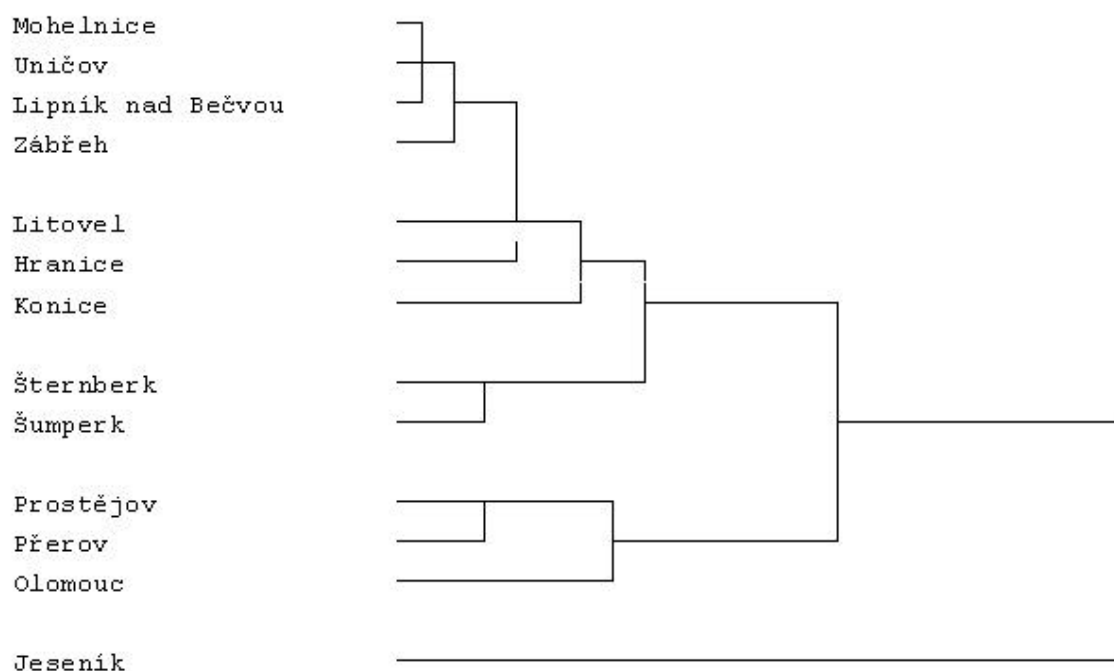 Mohelnice
Uničov
Lipník nad Bečvou
Zábřeh
Litovel
Hranice
Konice
Šternberk
Šumperk
Prostějov
Přerov
Olomouc
Jeseník